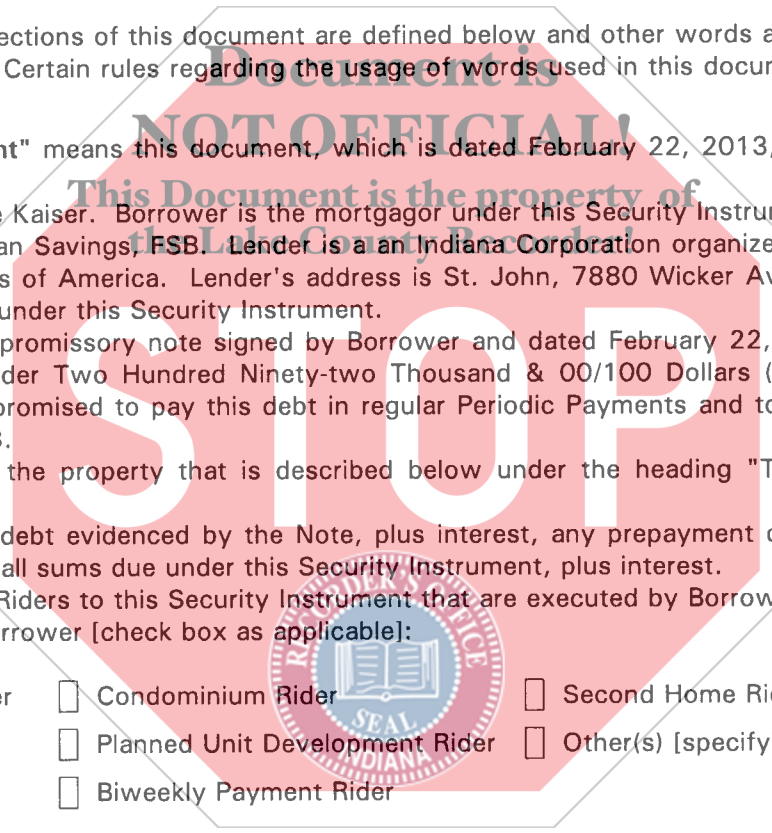 ections of this document are defined below and other words a
Certain rules regarding the usage of words used in this docum
Document is
NOT OFFICIAL!
nt" means this document, which is dated February 22, 2013,
This Document is the property of
the Lake County Recorder!
e Kaiser. Borrower is the mortgagor under this Security Instrum
an Savings, FSB. Lender is a an Indiana Corporation organize
s of America. Lender's address is St. John, 7880 Wicker Av
under this Security Instrument.
promissory note signed by Borrower and dated February 22,
der Two Hundred Ninety-two Thousand & 00/100 Dollars (
promised to pay this debt in regular Periodic Payments and to
3.
the property that is described below under the heading "T
STOP
debt evidenced by the Note, plus interest, any prepayment c
all sums due under this Security Instrument, plus interest.
Riders to this Security Instrument that are executed by Borrow
rrower [check box as applicable]:
er Condominium Rider Second Home Rid
Planned Unit Development Rider Other(s) [specify
Biweekly Payment Rider
RECORDER'S OFFICE
SEAL
INDIANA